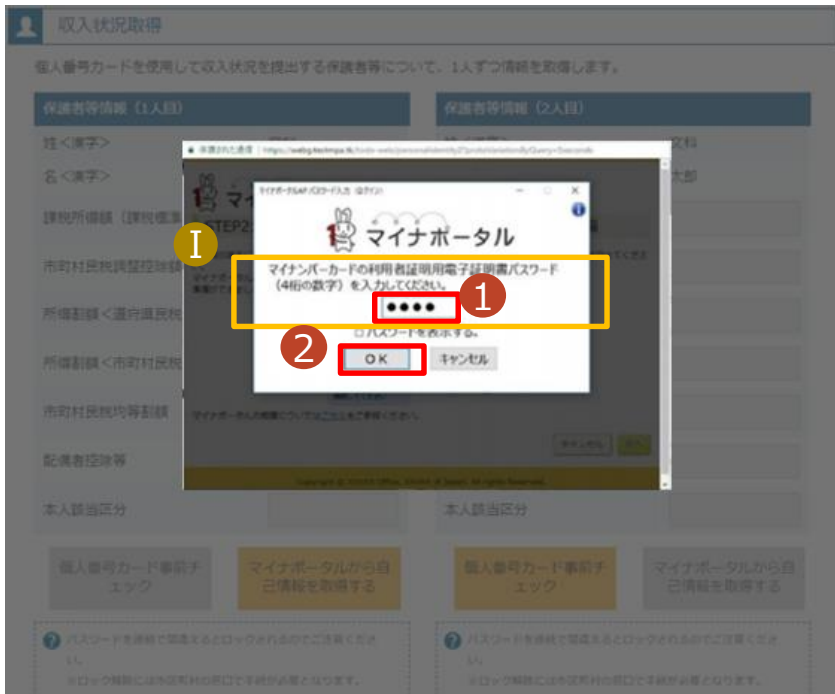 収入状況取得
個人番号カードを使用して収入状況を提出する保護者等について、1人ずつ情報を取得します。
保護者等情報（1人目）
保護者等情報（2人目）
姓＜漢字＞
文科
名＜漢字＞
太郎
課税所得額（課税標準
市町村民税調整控除額
所得割額＜道府県民税
所得割額＜市町村民税
市町村民税均等割額
配偶者控除等
本人該当区分
本人該当区分
STEP2
I
マイナポータル
マイナンバーカードの利用者証明用電子証明書パスワード
（4桁の数字）を入力してください。
●●●●
1
□パスワードを表示する。
2
OK
キャンセル
キャンセル
個人番号カード事前チ
ェック
マイナポータルから自
己情報を取得する
個人番号カード事前チ
ェック
マイナポータルから自
己情報を取得する
パスワードを連続で間違えるとロックされるのでご注意くださ
い。
※ロック解除には市区町村の窓口で手続が必要となります。
パスワードを連続で間違えるとロックされるのでご注意くださ
い。
※ロック解除には市区町村の窓口で手続が必要となります。